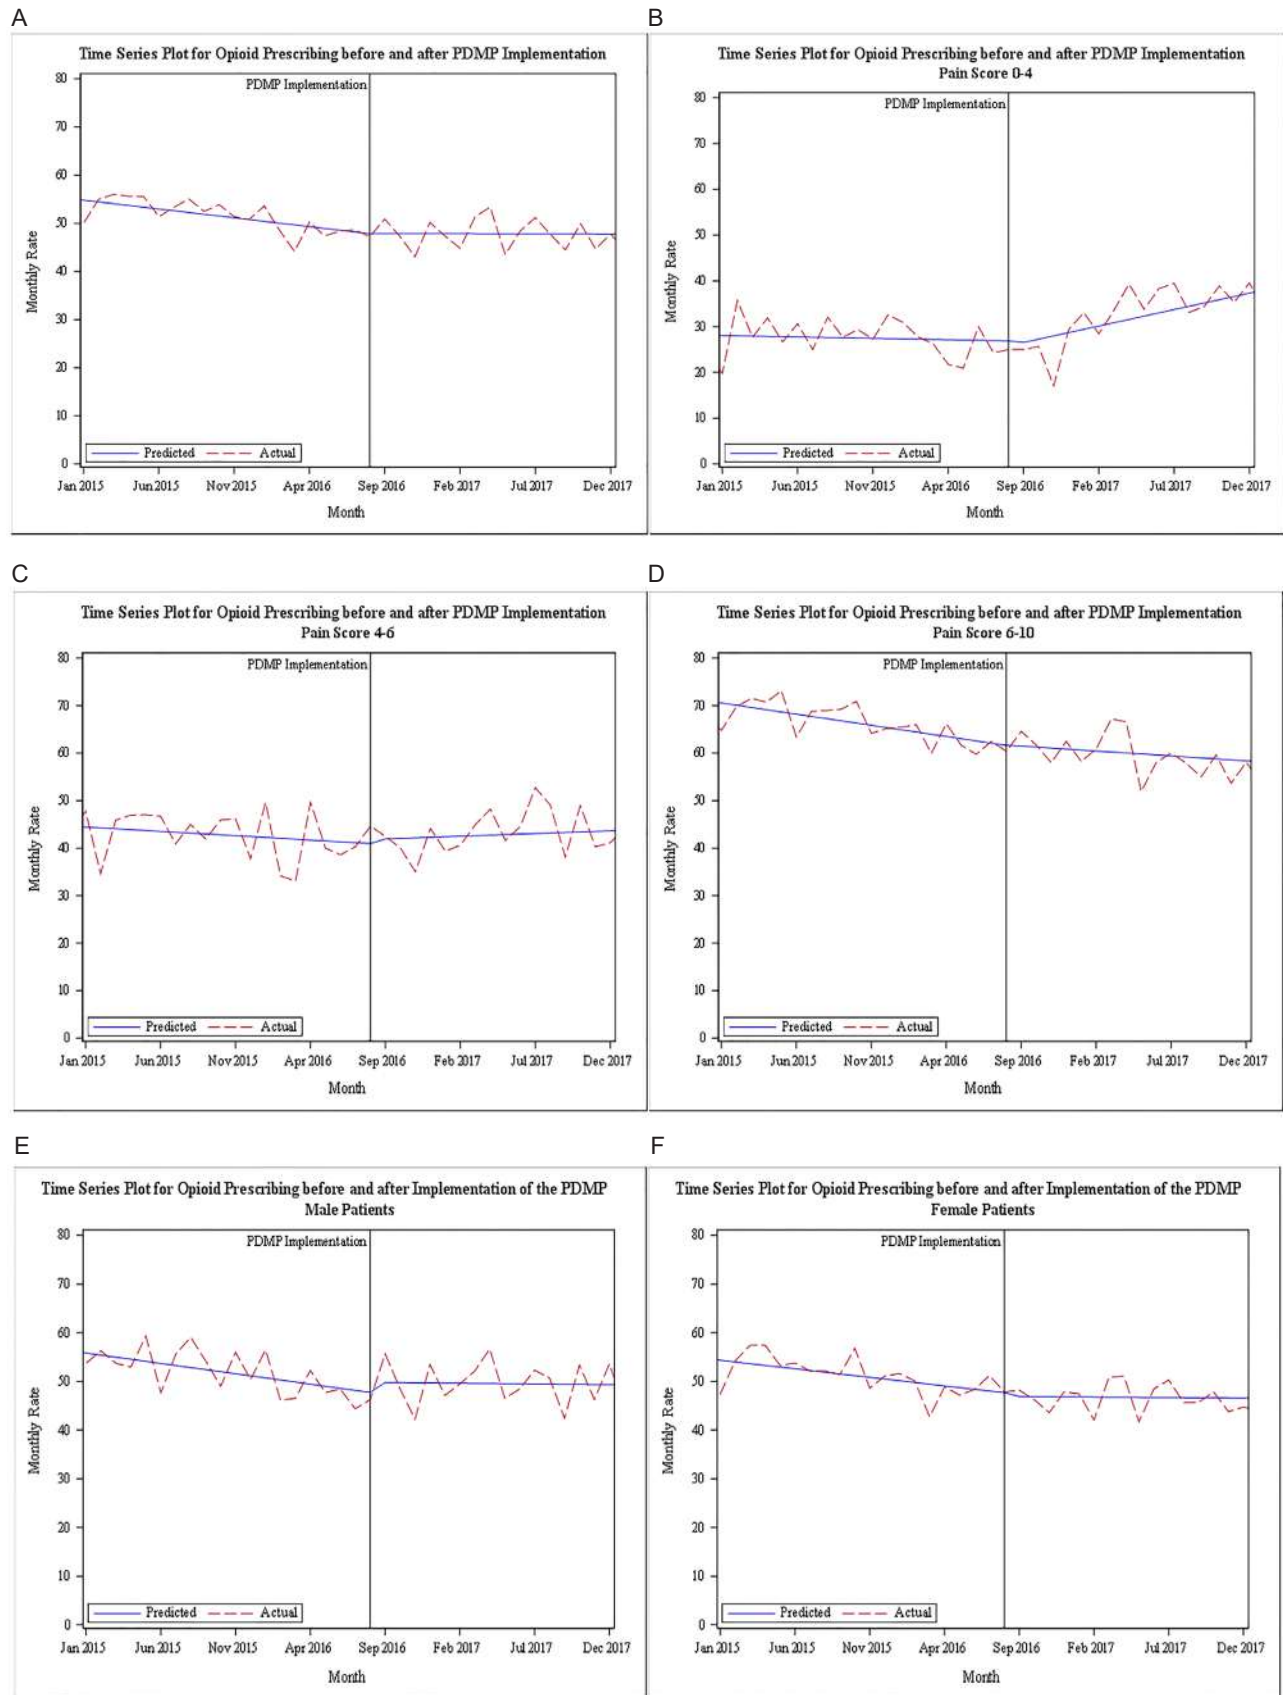 A
Time Series Plot for Opioid Prescribing before and after PDMP Implementation
PDMP Implementation
80
70
60
50
40
30
20
10
0
Monthly Rate
Predicted Actual
Jan 2015 Jun 2015 Nov 2015 Apr 2016 Sep 2016 Feb 2017 Jul 2017 Dec 2017
Month
B
Time Series Plot for Opioid Prescribing before and after PDMP Implementation
Pain Score 0-4
PDMP Implementation
80
70
60
50
40
30
20
10
0
Monthly Rate
Predicted Actual
Jan 2015 Jun 2015 Nov 2015 Apr 2016 Sep 2016 Feb 2017 Jul 2017 Dec 2017
Month
C
Time Series Plot for Opioid Prescribing before and after PDMP Implementation
Pain Score 4-6
PDMP Implementation
80
70
60
50
40
30
20
10
0
Monthly Rate
Predicted Actual
Jan 2015 Jun 2015 Nov 2015 Apr 2016 Sep 2016 Feb 2017 Jul 2017 Dec 2017
Month
D
Time Series Plot for Opioid Prescribing before and after PDMP Implementation
Pain Score 6-10
PDMP Implementation
80
70
60
50
40
30
20
10
0
Monthly Rate
Predicted Actual
Jan 2015 Jun 2015 Nov 2015 Apr 2016 Sep 2016 Feb 2017 Jul 2017 Dec 2017
Month
E
Time Series Plot for Opioid Prescribing before and after Implementation of the PDMP
Male Patients
PDMP Implementation
80
70
60
50
40
30
20
10
0
Monthly Rate
Predicted Actual
Jan 2015 Jun 2015 Nov 2015 Apr 2016 Sep 2016 Feb 2017 Jul 2017 Dec 2017
Month
F
Time Series Plot for Opioid Prescribing before and after Implementation of the PDMP
Female Patients
PDMP Implementation
80
70
60
50
40
30
20
10
0
Monthly Rate
Predicted Actual
Jan 2015 Jun 2015 Nov 2015 Apr 2016 Sep 2016 Feb 2017 Jul 2017 Dec 2017
Month